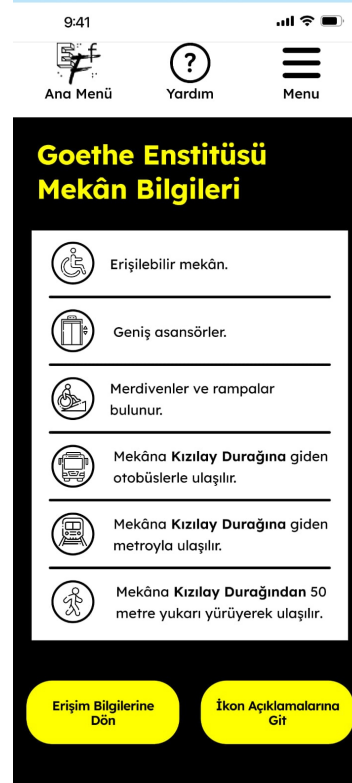 9:41
Eff
Ana Menü
?
Yardım
Menu
Goethe Enstitüsü
Mekân Bilgileri
Erişilebilir mekân.
Geniş asansörler.
Merdivenler ve rampalar
bulunur.
Mekâna Kızılay Durağına giden
otobüslerle ulaşılır.
Mekâna Kızılay Durağına giden
metroyla ulaşılır.
Mekâna Kızılay Durağından 50
metre yukarı yürüyerek ulaşılır.
Erişim Bilgilerine
Dön
İkon Açıklamalarına
Git